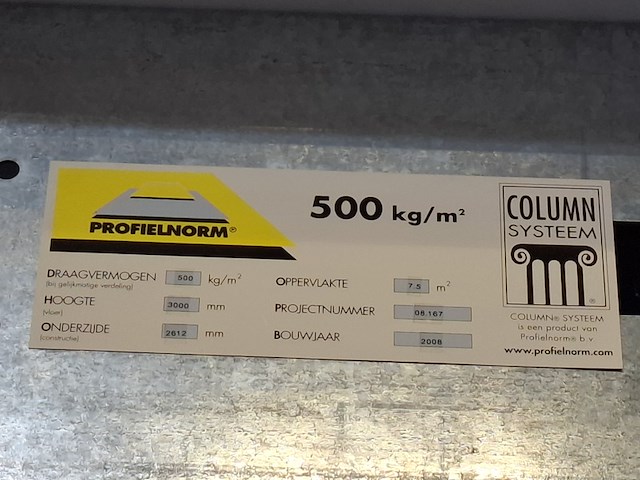 PROFIELNORM®
500 kg/m²
DRAAGVERMOGEN 500 kg/m²
(bij gelijkmatige verdeling)
HOOGTE 3000 mm
(vloer)
ONDERZIJDE 2612 mm
(constructie)
OPPERVLAKTE 7.5 m²
PROJECTNUMMER 08.167
BOUWJAAR 2008
COLUMN
SYSTEEM
®
COLUMN® SYSTEEM
is een product van
Profielnorm® b.v.
www.profielnorm.com